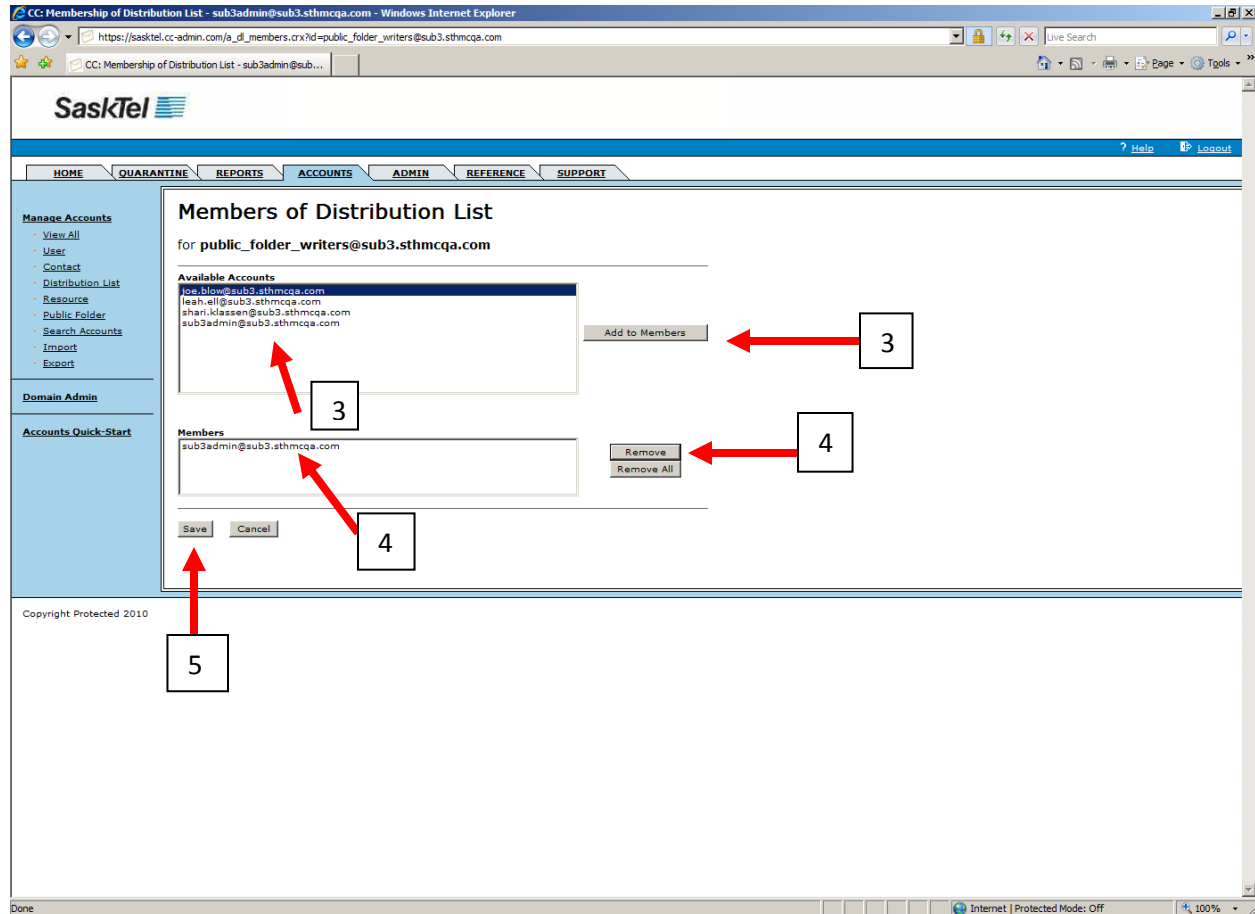 CC: Membership of Distribution List - sub3admin@sub3.sthmcqa.com - Windows Internet Explorer
https://sasktel.cc-admin.com/a_dl_members.crx?id=public_folder_writers@sub3.sthmcqa.com
Live Search
CC: Membership of Distribution List - sub3admin@sub...
Page
Tools
SaskTel
? Help
Logout
HOME QUARANTINE REPORTS ACCOUNTS ADMIN REFERENCE SUPPORT
Manage Accounts
View All
User
Contact
Distribution List
Resource
Public Folder
Search Accounts
Import
Export
Domain Admin
Accounts Quick-Start
Members of Distribution List
for public_folder_writers@sub3.sthmcqa.com
Available Accounts
joe.blow@sub3.sthmcqa.com
leah.ell@sub3.sthmcqa.com
shari.klassen@sub3.sthmcqa.com
sub3admin@sub3.sthmcqa.com
Add to Members
3
3
Members
sub3admin@sub3.sthmcqa.com
Remove
Remove All
4
4
Save Cancel
5
Copyright Protected 2010
Done
Internet | Protected Mode: Off
100%